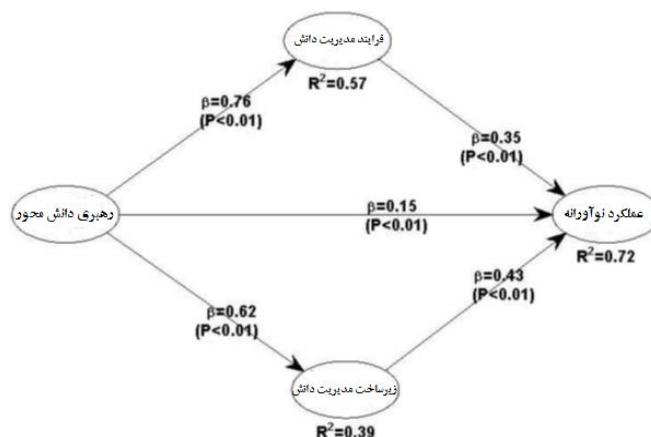 فرایند مدیریت دانش
R²=0.57
β=0.76
(P<0.01)
β=0.35
(P<0.01)
رهبری دانش محور
β=0.15
(P<0.01)
عملکرد نوآورانه
R²=0.72
β=0.62
(P<0.01)
β=0.43
(P<0.01)
زیرساخت مدیریت دانش
R²=0.39